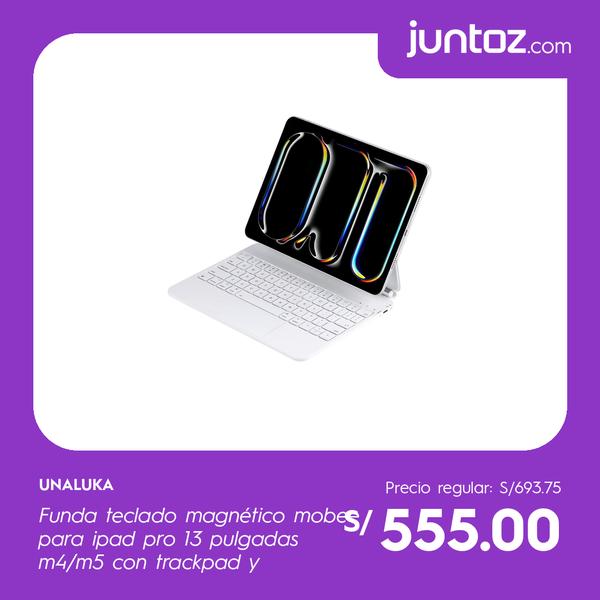 juntoz.com
UNALUKA
Precio regular: S/693.75
Funda teclado magnético mobes
para ipad pro 13 pulgadas
m4/m5 con trackpad y
S/ 555.00